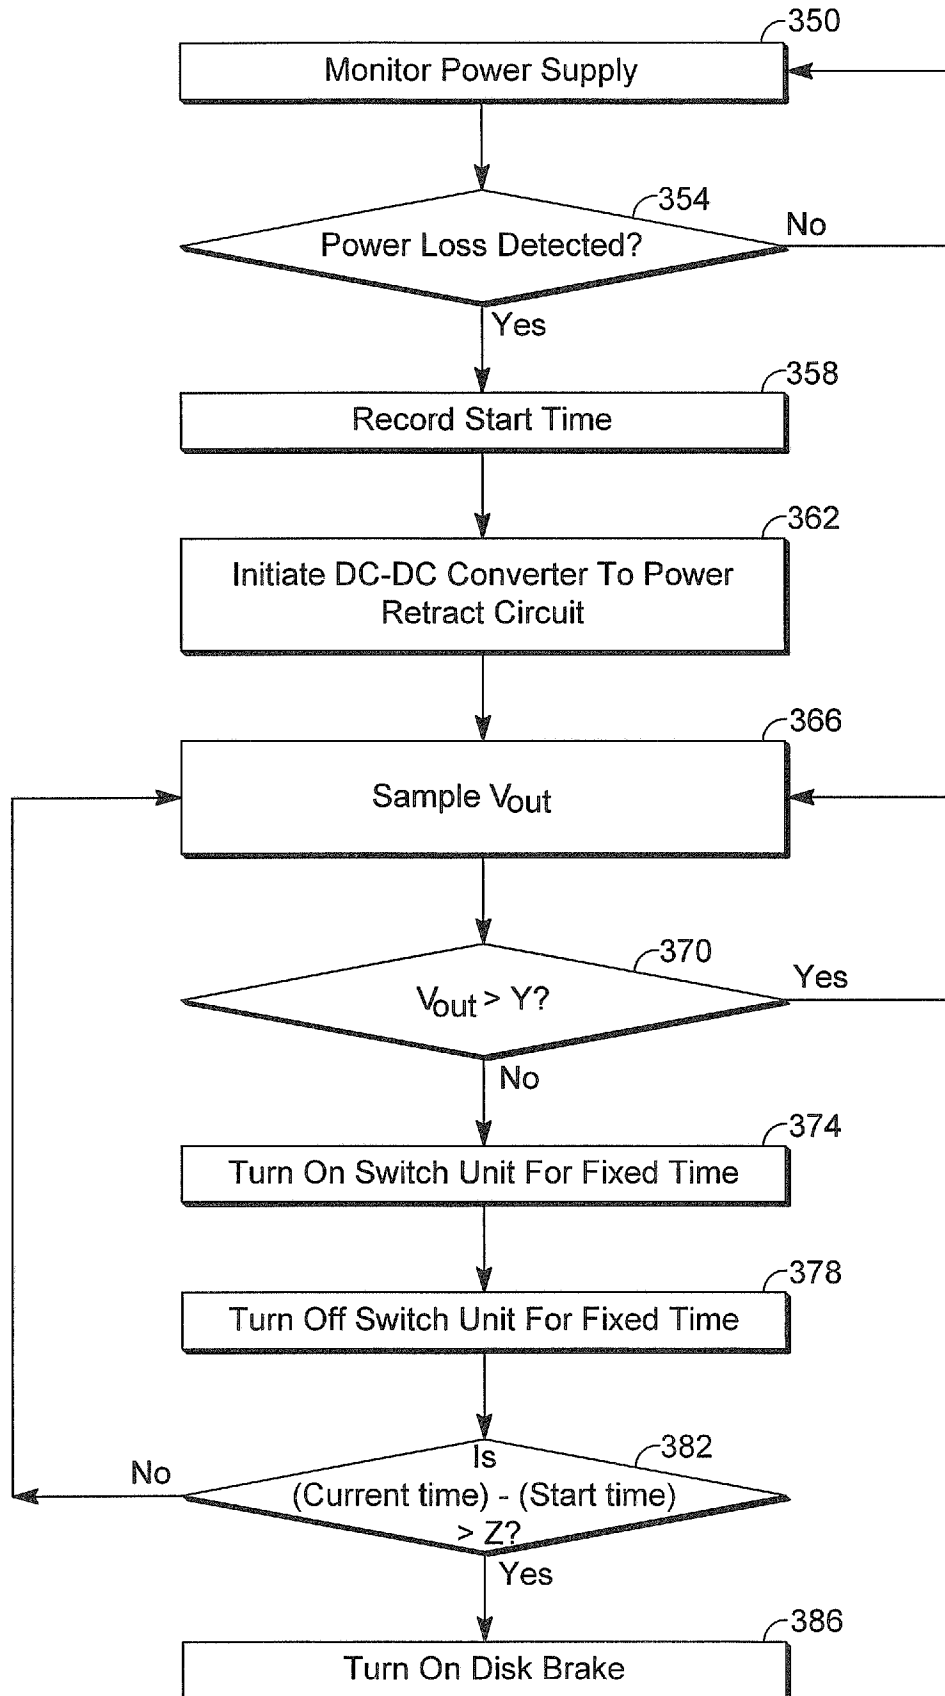 350
Monitor Power Supply
354
Power Loss Detected?
No
Yes
358
Record Start Time
362
Initiate DC-DC Converter To Power
Retract Circuit
366
Sample Vout
370
Vout > Y?
Yes
No
374
Turn On Switch Unit For Fixed Time
378
Turn Off Switch Unit For Fixed Time
382
Is
(Current time) - (Start time)
> Z?
No
Yes
386
Turn On Disk Brake